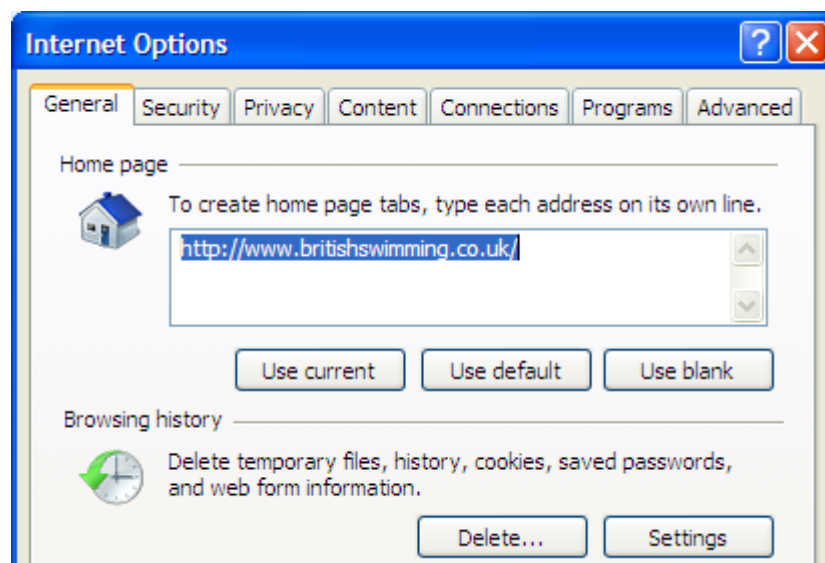 Internet Options
General Security Privacy Content Connections Programs Advanced
Home page
To create home page tabs, type each address on its own line.
http://www.britishswimming.co.uk/
Use current Use default Use blank
Browsing history
Delete temporary files, history, cookies, saved passwords,
and web form information.
Delete... Settings